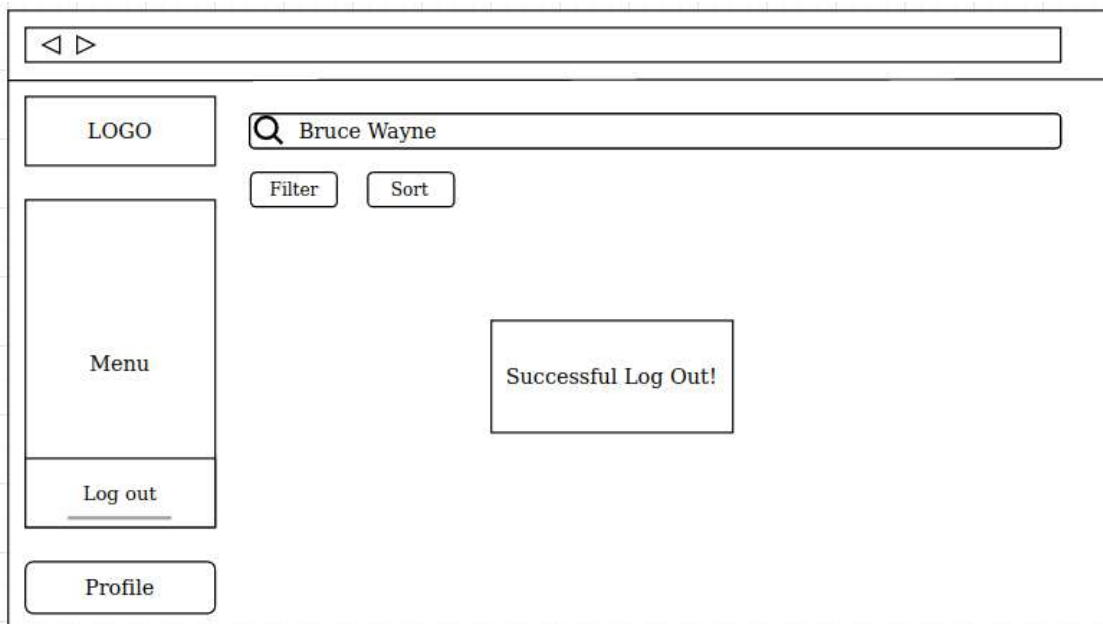 LOGO
Bruce Wayne
Filter
Sort
Menu
Successful Log Out!
Log out
Profile